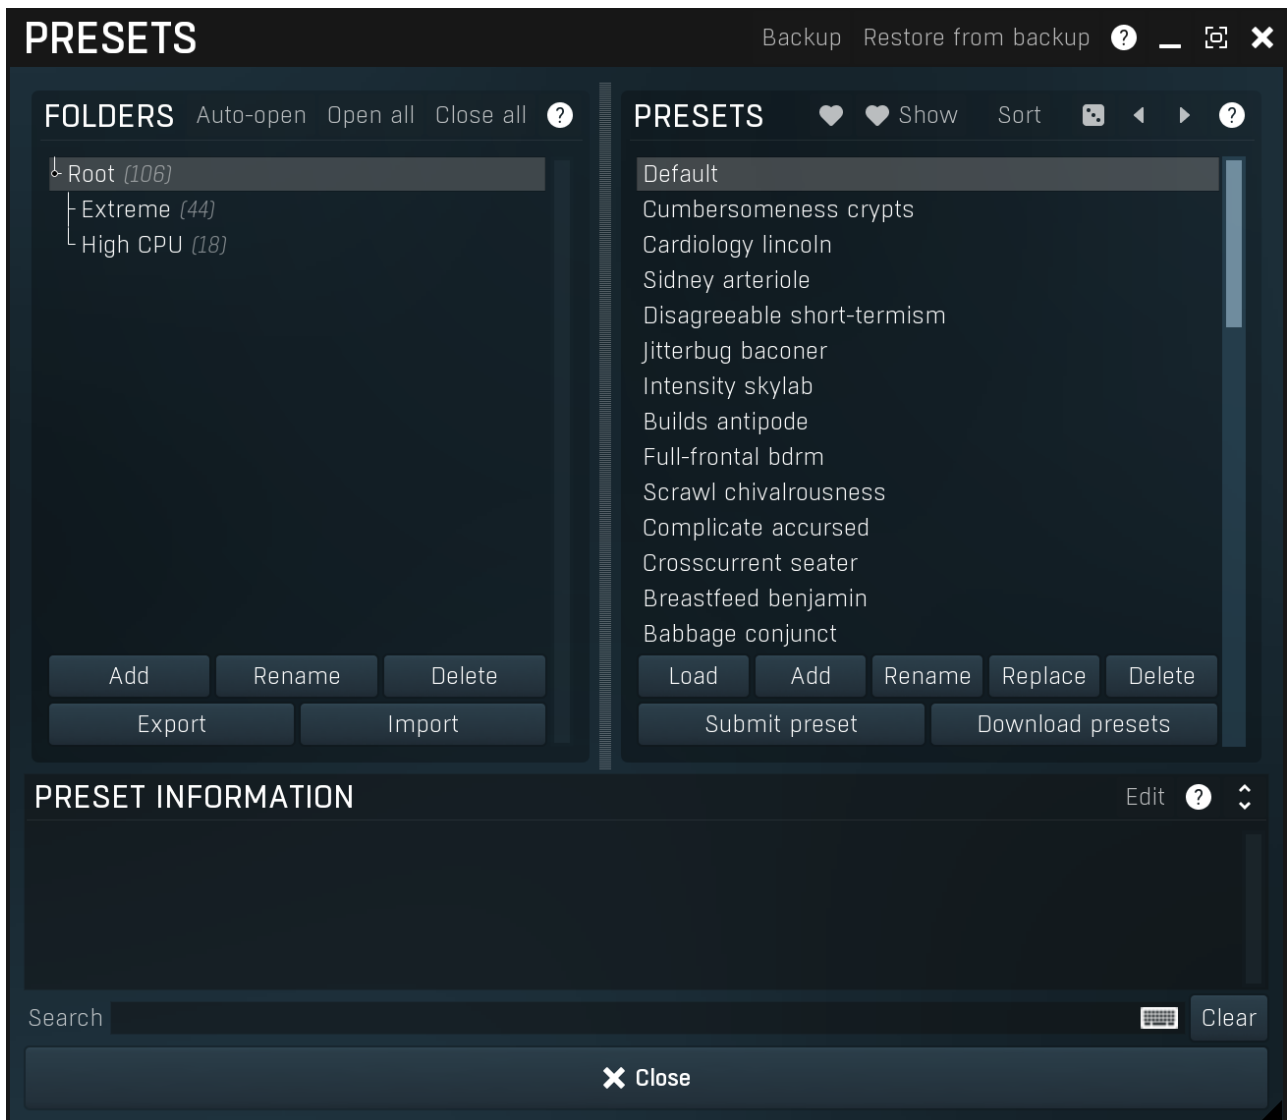 PRESETS Backup Restore from backup ?
FOLDERS Auto-open Open all Close all ?
Root (106)
Extreme (44)
High CPU (18)
Add Rename Delete
Export Import
PRESETS Show Sort ?
Default
Cumbersomeness crypts
Cardiology lincoln
Sidney arteriole
Disagreeable short-termism
Jitterbug baconer
Intensity skylab
Builds antipode
Full-frontal bdrm
Scrawl chivalrousness
Complicate accursed
Crosscurrent seater
Breastfeed benjamin
Babbage conjunct
Load Add Rename Replace Delete
Submit preset Download presets
PRESET INFORMATION Edit ?
Search Clear
Close